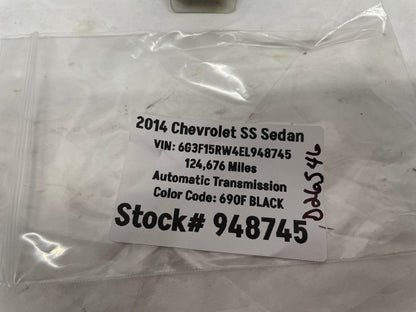 2014 Chevrolet SS Sedan
VIN: 6G3F15RW4EL948745
124,676 Miles
Automatic Transmission
Color Code: 690F BLACK
Stock# 948745
D26546